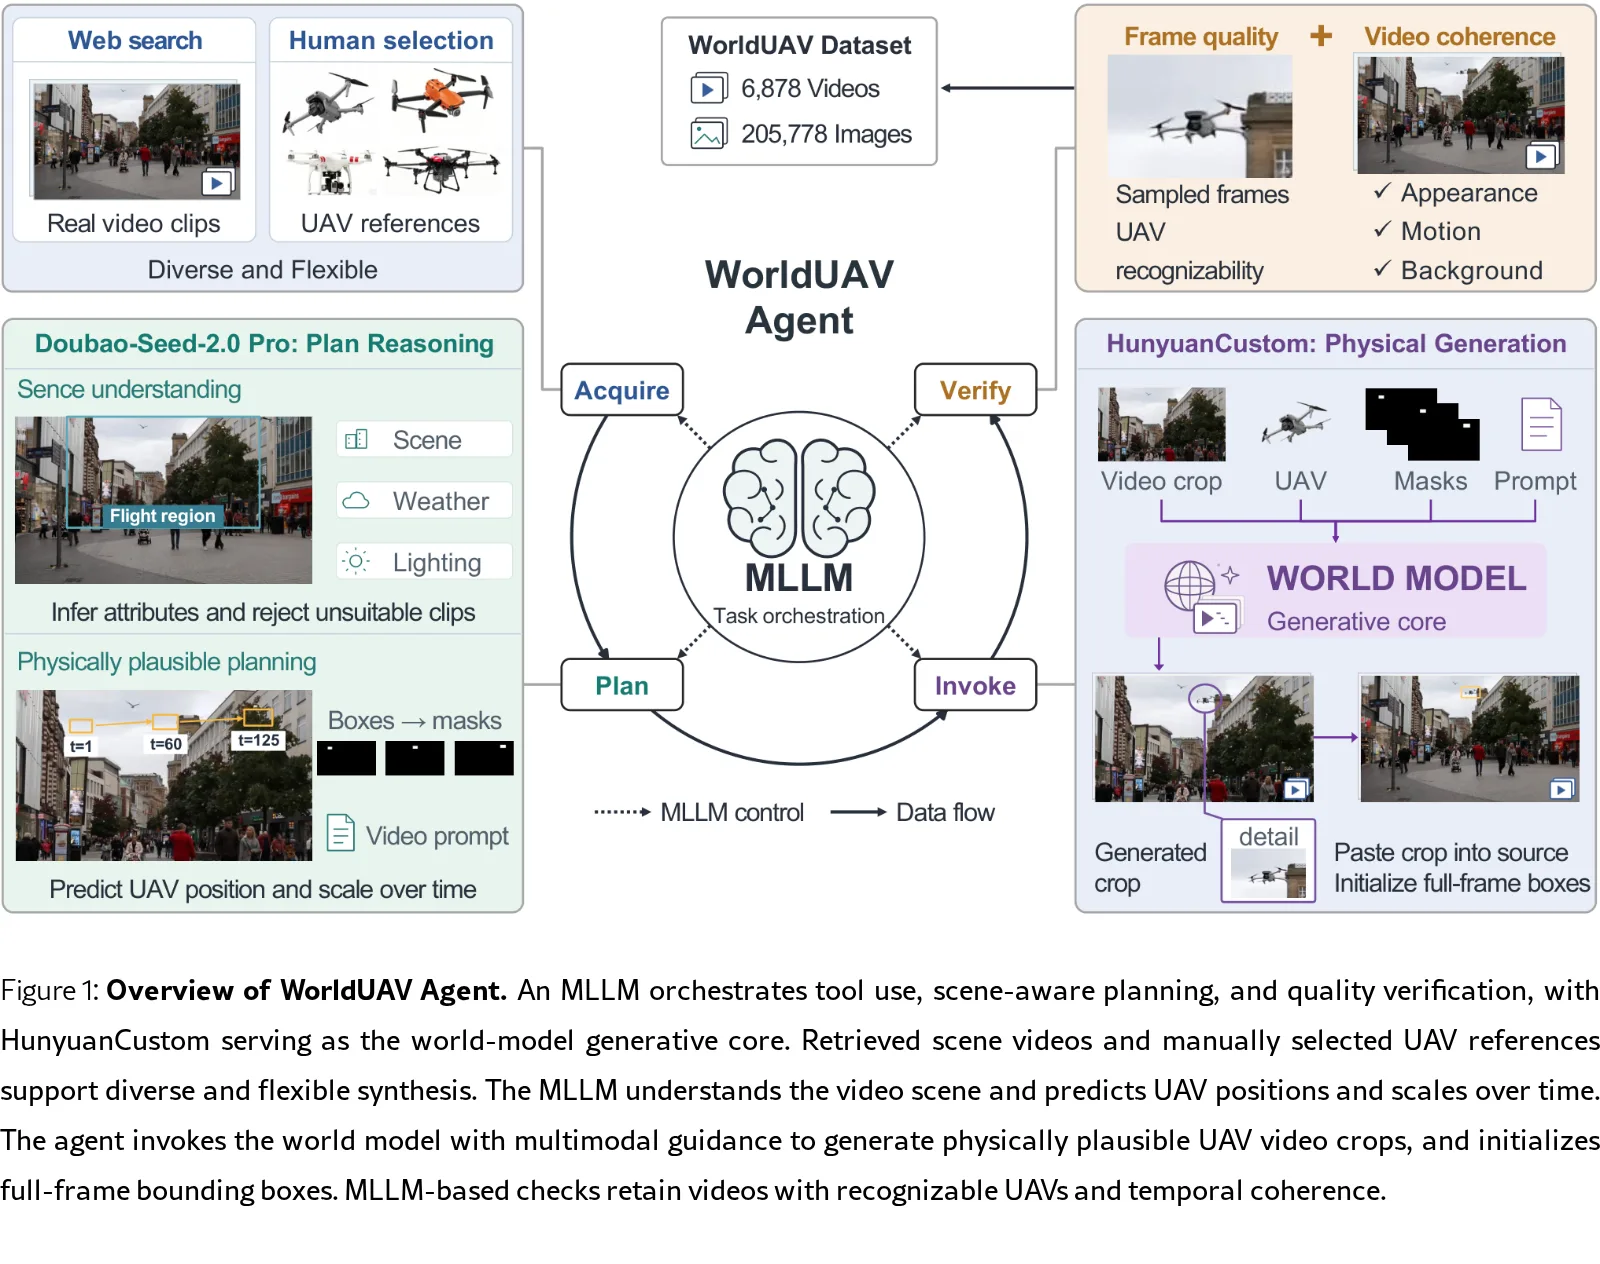 Web search
Human selection
Real video clips
UAV references
Diverse and Flexible
WorldUAV Dataset
6,878 Videos
205,778 Images
Frame quality + Video coherence
Sampled frames
UAV
recognizability
✓ Appearance
✓ Motion
✓ Background
WorldUAV
Agent
Doubao-Seed-2.0 Pro: Plan Reasoning
Sence understanding
Flight region
Scene
Weather
Lighting
Infer attributes and reject unsuitable clips
Physically plausible planning
t=1
t=60
t=125
Boxes → masks
Video prompt
Predict UAV position and scale over time
Acquire
Verify
MLLM
Task orchestration
Plan
Invoke
MLLM control
Data flow
HunyuanCustom: Physical Generation
Video crop
UAV
Masks
Prompt
WORLD MODEL
Generative core
Generated
crop
detail
Paste crop into source
Initialize full-frame boxes
Figure 1: Overview of WorldUAV Agent. An MLLM orchestrates tool use, scene-aware planning, and quality verification, with
HunyuanCustom serving as the world-model generative core. Retrieved scene videos and manually selected UAV references
support diverse and flexible synthesis. The MLLM understands the video scene and predicts UAV positions and scales over time.
The agent invokes the world model with multimodal guidance to generate physically plausible UAV video crops, and initializes
full-frame bounding boxes. MLLM-based checks retain videos with recognizable UAVs and temporal coherence.